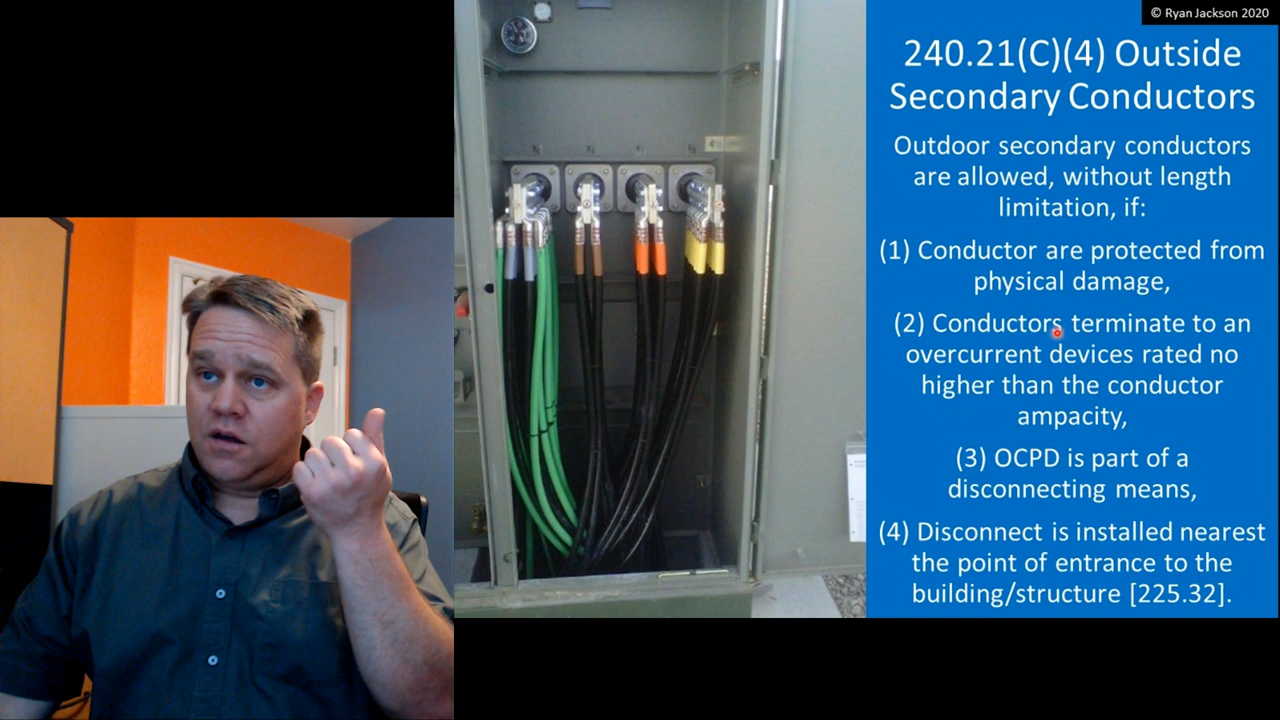 © Ryan Jackson 2020
240.21(C)(4) Outside
Secondary Conductors
Outdoor secondary conductors
are allowed, without length
limitation, if:
(1) Conductor are protected from
physical damage,
(2) Conductors terminate to an
overcurrent devices rated no
higher than the conductor
ampacity,
(3) OCPD is part of a
disconnecting means,
(4) Disconnect is installed nearest
the point of entrance to the
building/structure [225.32].